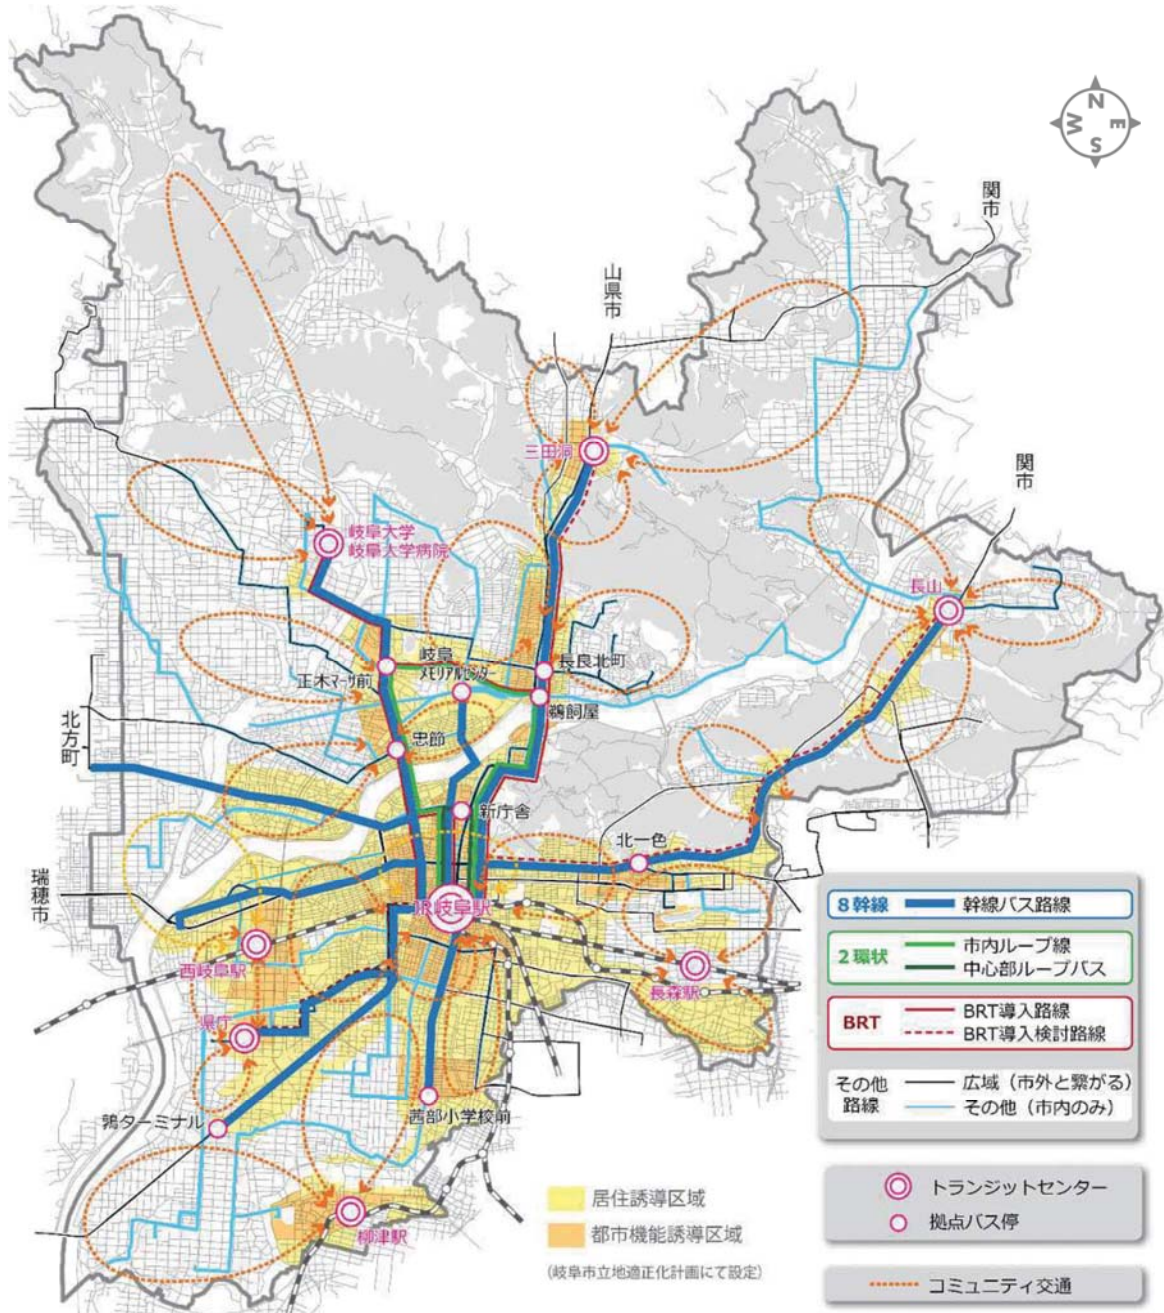 N
W
E
S
関市
山県市
三田洞
関市
岐阜大学
岐阜大学病院
長山
岐阜
メモリアルセンター
正木マーサ前
長良北町
鵜飼屋
北方町
忠節
新庁舎
北一色
瑞穂市
JR岐阜駅
西岐阜駅
長森駅
県庁
鶉ターミナル
茜部小学校前
柳津駅
8幹線
幹線バス路線
2環状
市内ループ線
中心部ループバス
BRT
BRT導入路線
BRT導入検討路線
その他
路線
広域（市外と繋がる）
その他（市内のみ）
トランジットセンター
拠点バス停
コミュニティ交通
居住誘導区域
都市機能誘導区域
(岐阜市立地適正化計画にて設定)